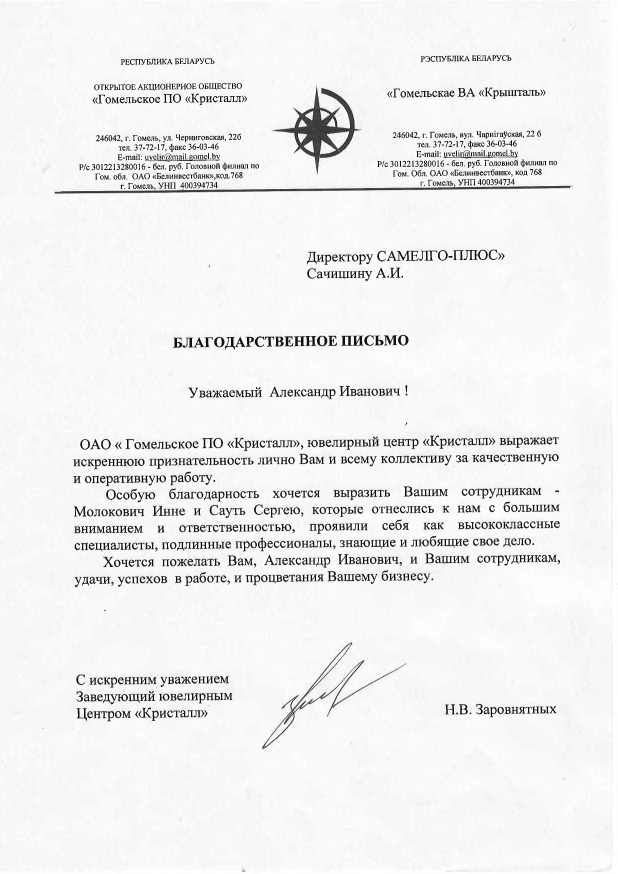 РЕСПУБЛИКА БЕЛАРУСЬ
ОТКРЫТОЕ АКЦИОНЕРНОЕ ОБЩЕСТВО
«Гомельское ПО «Кристалл»
246042, г. Гомель, ул. Черниговская, 22б
тел. 37-72-17, факс 36-03-46
E-mail: uvelir@mail.gomel.by
Р/с 3012213280016 - бел. руб. Головной филиал по
Гом. обл. ОАО «Белинвестбанк»,код.768
г. Гомель, УНП 400394734
РЭСПУБЛІКА БЕЛАРУСЬ
«Гомельскае ВА «Крышталь»
246042, г. Гомель, вул. Чарнігаўская, 22 б
тел. 37-72-17, факс 36-03-46
E-mail: uvelir@mail.gomel.by
Р/с 3012213280016 - бел. руб. Головной филиал по
Гом. Обл. ОАО «Белинвестбанк», код 768
г. Гомель, УНП 400394734
Директору САМЕЛГО-ПЛЮС»
Сачишину А.И.
БЛАГОДАРСТВЕННОЕ ПИСЬМО
Уважаемый Александр Иванович !
ОАО « Гомельское ПО «Кристалл», ювелирный центр «Кристалл» выражает
искреннюю признательность лично Вам и всему коллективу за качественную
и оперативную работу.
Особую благодарность хочется выразить Вашим сотрудникам -
Молокович Инне и Сауть Сергею, которые отнеслись к нам с большим
вниманием и ответственностью, проявили себя как высококлассные
специалисты, подлинные профессионалы, знающие и любящие свое дело.
Хочется пожелать Вам, Александр Иванович, и Вашим сотрудникам,
удачи, успехов в работе, и процветания Вашему бизнесу.
С искренним уважением
Заведующий ювелирным
Центром «Кристалл»
Н.В. Заровнятных